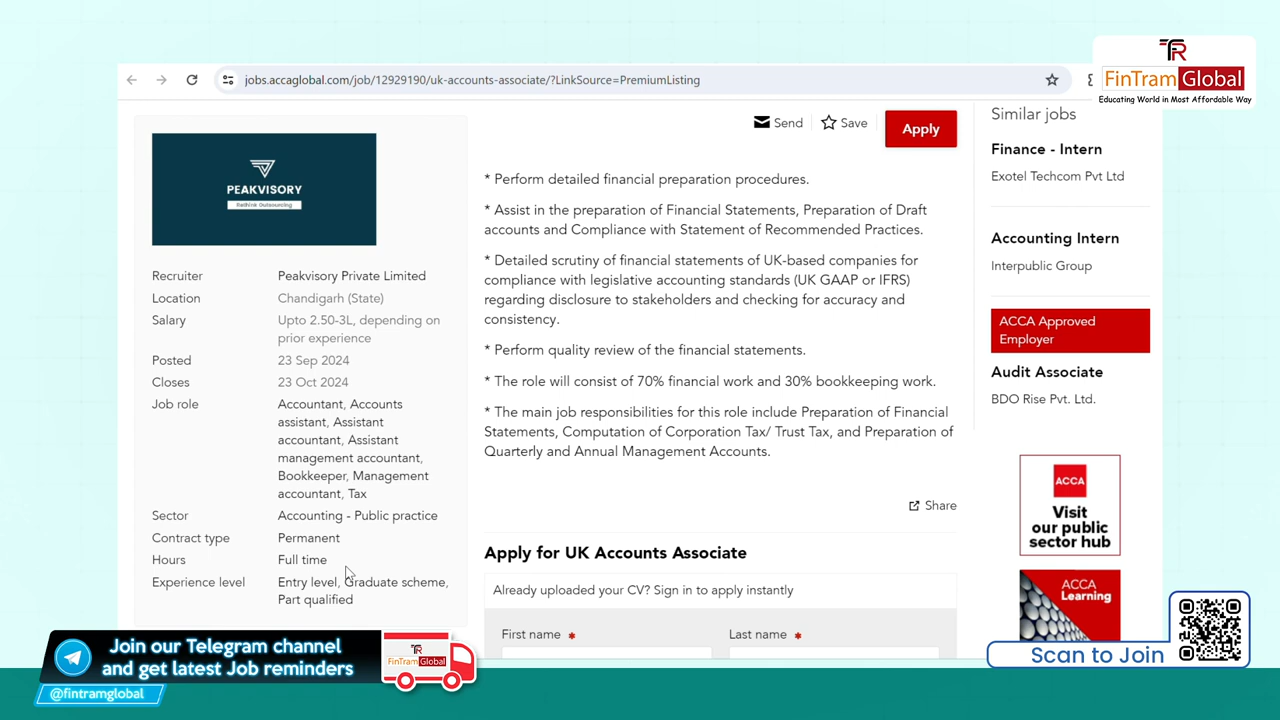 jobs.accaglobal.com/job/12929190/uk-accounts-associate/?LinkSource=PremiumListing
FR
FinTram Global
Educating World in Most Affordable Way
PEAKVISORY
Rethink Outsourcing
Recruiter Peakvisory Private Limited
Location Chandigarh (State)
Salary Upto 2.50-3L, depending on
prior experience
Posted 23 Sep 2024
Closes 23 Oct 2024
Job role Accountant, Accounts
assistant, Assistant
accountant, Assistant
management accountant,
Bookkeeper, Management
accountant, Tax
Sector Accounting - Public practice
Contract type Permanent
Hours Full time
Experience level Entry level, Graduate scheme,
Part qualified
Send Save Apply
* Perform detailed financial preparation procedures.
* Assist in the preparation of Financial Statements, Preparation of Draft
accounts and Compliance with Statement of Recommended Practices.
* Detailed scrutiny of financial statements of UK-based companies for
compliance with legislative accounting standards (UK GAAP or IFRS)
regarding disclosure to stakeholders and checking for accuracy and
consistency.
* Perform quality review of the financial statements.
* The role will consist of 70% financial work and 30% bookkeeping work.
* The main job responsibilities for this role include Preparation of Financial
Statements, Computation of Corporation Tax/ Trust Tax, and Preparation of
Quarterly and Annual Management Accounts.
Share
Apply for UK Accounts Associate
Already uploaded your CV? Sign in to apply instantly
First name * Last name *
Similar jobs
Finance - Intern
Exotel Techcom Pvt Ltd
Accounting Intern
Interpublic Group
ACCA Approved
Employer
Audit Associate
BDO Rise Pvt. Ltd.
ACCA
Visit
our public
sector hub
ACCA
Learning
Join our Telegram channel
and get latest Job reminders
@fintramglobal
FR
FinTram Global
Scan to Join